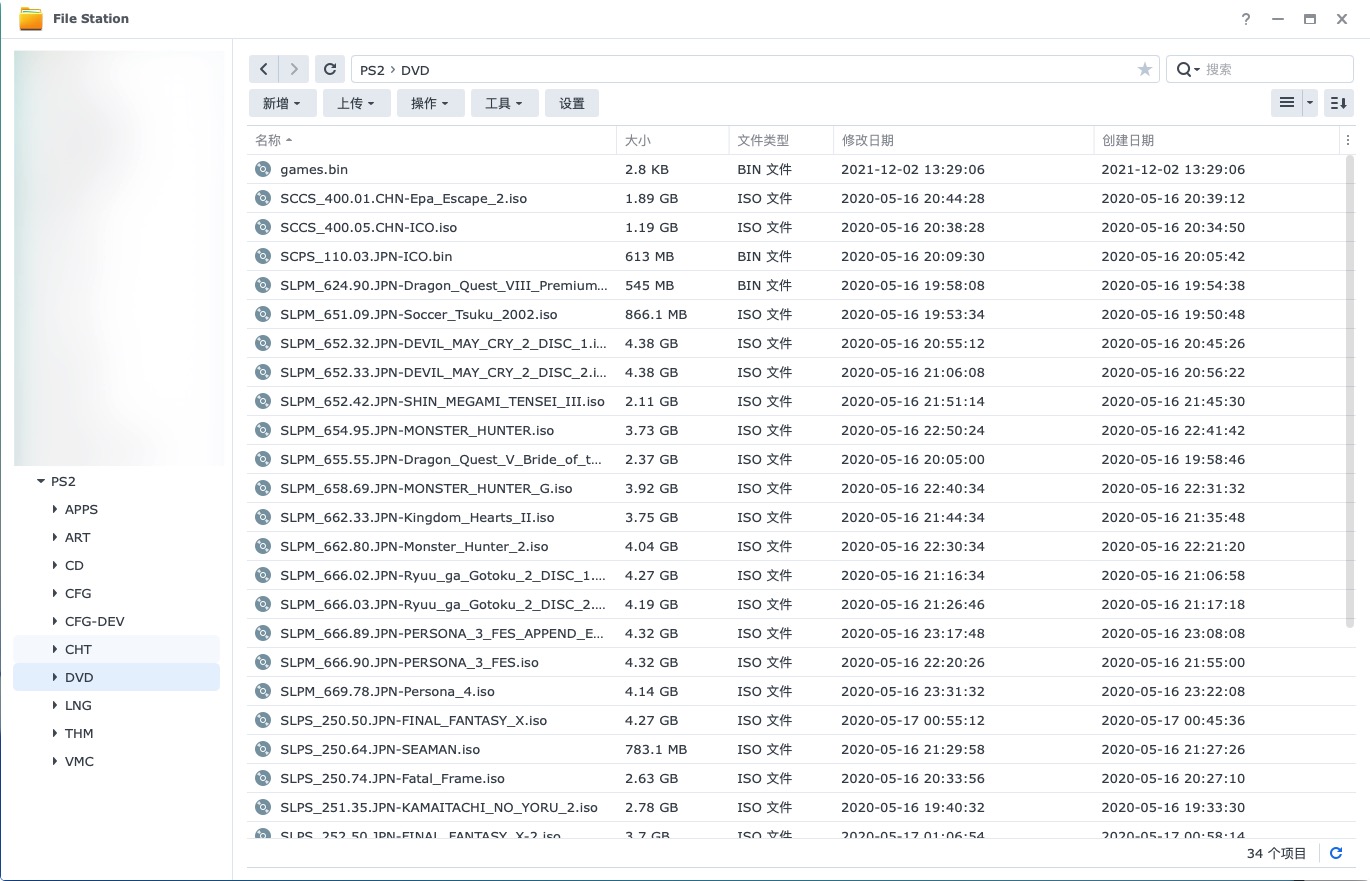 File Station
?
PS2 › DVD
搜索
新增 上传 操作 工具 设置
名称 大小 文件类型 修改日期 创建日期
games.bin 2.8 KB BIN 文件 2021-12-02 13:29:06 2021-12-02 13:29:06
SCCS_400.01.CHN-Epa_Escape_2.iso 1.89 GB ISO 文件 2020-05-16 20:44:28 2020-05-16 20:39:12
SCCS_400.05.CHN-ICO.iso 1.19 GB ISO 文件 2020-05-16 20:38:28 2020-05-16 20:34:50
SCPS_110.03.JPN-ICO.bin 613 MB BIN 文件 2020-05-16 20:09:30 2020-05-16 20:05:42
SLPM_624.90.JPN-Dragon_Quest_VIII_Premium... 545 MB BIN 文件 2020-05-16 19:58:08 2020-05-16 19:54:38
SLPM_651.09.JPN-Soccer_Tsuku_2002.iso 866.1 MB ISO 文件 2020-05-16 19:53:34 2020-05-16 19:50:48
SLPM_652.32.JPN-DEVIL_MAY_CRY_2_DISC_1.i... 4.38 GB ISO 文件 2020-05-16 20:55:12 2020-05-16 20:45:26
SLPM_652.33.JPN-DEVIL_MAY_CRY_2_DISC_2.i... 4.38 GB ISO 文件 2020-05-16 21:06:08 2020-05-16 20:56:22
SLPM_652.42.JPN-SHIN_MEGAMI_TENSEI_III.iso 2.11 GB ISO 文件 2020-05-16 21:51:14 2020-05-16 21:45:30
SLPM_654.95.JPN-MONSTER_HUNTER.iso 3.73 GB ISO 文件 2020-05-16 22:50:24 2020-05-16 22:41:42
SLPM_655.55.JPN-Dragon_Quest_V_Bride_of_t... 2.37 GB ISO 文件 2020-05-16 20:05:00 2020-05-16 19:58:46
SLPM_658.69.JPN-MONSTER_HUNTER_G.iso 3.92 GB ISO 文件 2020-05-16 22:40:34 2020-05-16 22:31:32
SLPM_662.33.JPN-Kingdom_Hearts_II.iso 3.75 GB ISO 文件 2020-05-16 21:44:34 2020-05-16 21:35:48
SLPM_662.80.JPN-Monster_Hunter_2.iso 4.04 GB ISO 文件 2020-05-16 22:30:34 2020-05-16 22:21:20
SLPM_666.02.JPN-Ryuu_ga_Gotoku_2_DISC_1.... 4.27 GB ISO 文件 2020-05-16 21:16:34 2020-05-16 21:06:58
SLPM_666.03.JPN-Ryuu_ga_Gotoku_2_DISC_2.... 4.19 GB ISO 文件 2020-05-16 21:26:46 2020-05-16 21:17:18
SLPM_666.89.JPN-PERSONA_3_FES_APPEND_E... 4.32 GB ISO 文件 2020-05-16 23:17:48 2020-05-16 23:08:08
SLPM_666.90.JPN-PERSONA_3_FES.iso 4.32 GB ISO 文件 2020-05-16 22:20:26 2020-05-16 21:55:00
SLPM_669.78.JPN-Persona_4.iso 4.14 GB ISO 文件 2020-05-16 23:31:32 2020-05-16 23:22:08
SLPS_250.50.JPN-FINAL_FANTASY_X.iso 4.27 GB ISO 文件 2020-05-17 00:55:12 2020-05-17 00:45:36
SLPS_250.64.JPN-SEAMAN.iso 783.1 MB ISO 文件 2020-05-16 21:29:58 2020-05-16 21:27:26
SLPS_250.74.JPN-Fatal_Frame.iso 2.63 GB ISO 文件 2020-05-16 20:33:56 2020-05-16 20:27:10
SLPS_251.35.JPN-KAMAITACHI_NO_YORU_2.iso 2.78 GB ISO 文件 2020-05-16 19:40:32 2020-05-16 19:33:30
SLPS_252.50.JPN-FINAL_FANTASY_X-2.iso 3.7 GB ISO 文件 2020-05-17 01:06:54 2020-05-17 00:58:14
34 个项目
PS2
APPS
ART
CD
CFG
CFG-DEV
CHT
DVD
LNG
THM
VMC